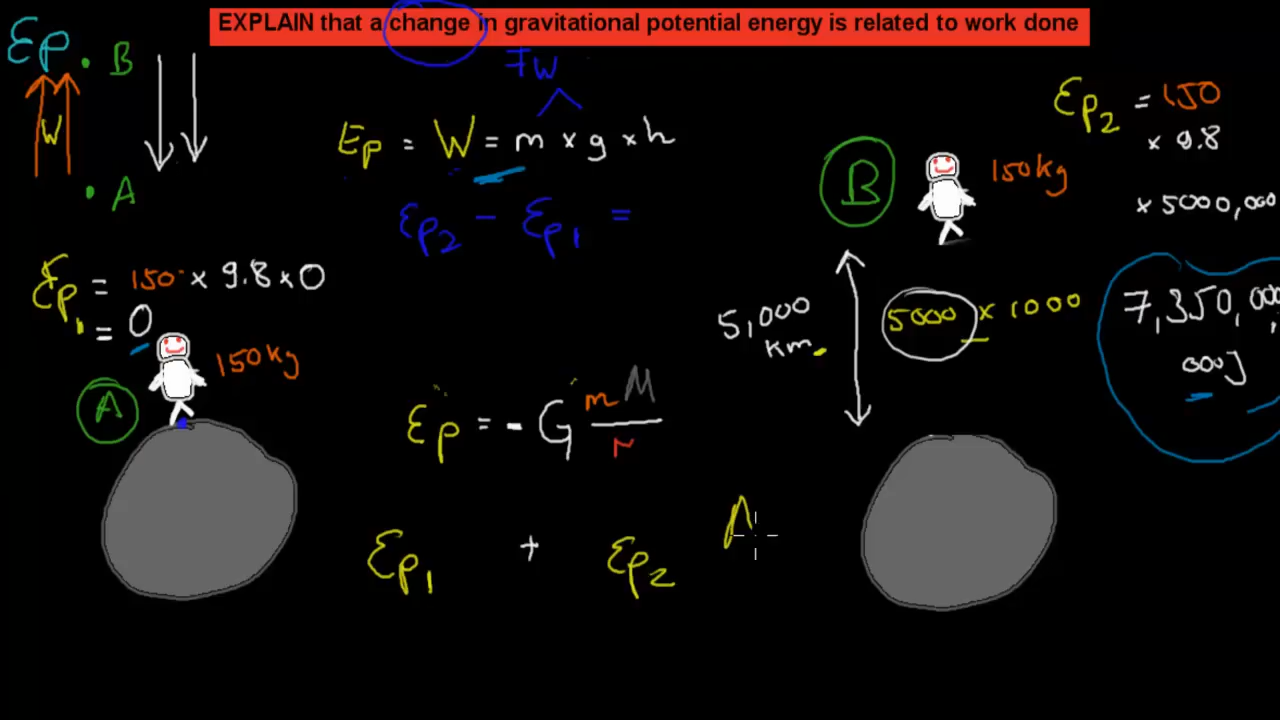 EXPLAIN that a change in gravitational potential energy is related to work done
Ep
B
W
A
Ep = W = m × g × h
Ep2 - Ep1 =
Ep1 = 150 × 9.8 × 0
= 0
150kg
A
Ep = - G mM
r
Ep1 + Ep2
B
150kg
5,000
km
5000 × 1000
Ep2 = 150
× 9.8
× 5000,000
7,350,000
000J